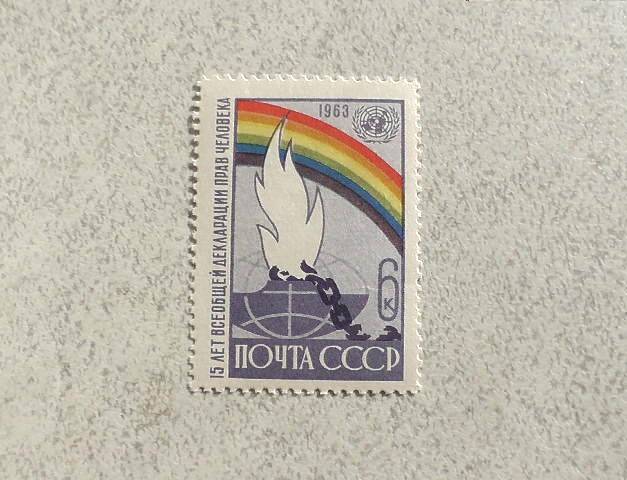 15 ЛЕТ ВСЕОБЩЕЙ ДЕКЛАРАЦИИ ПРАВ ЧЕЛОВЕКА
1963
6
К
ПОЧТА СССР